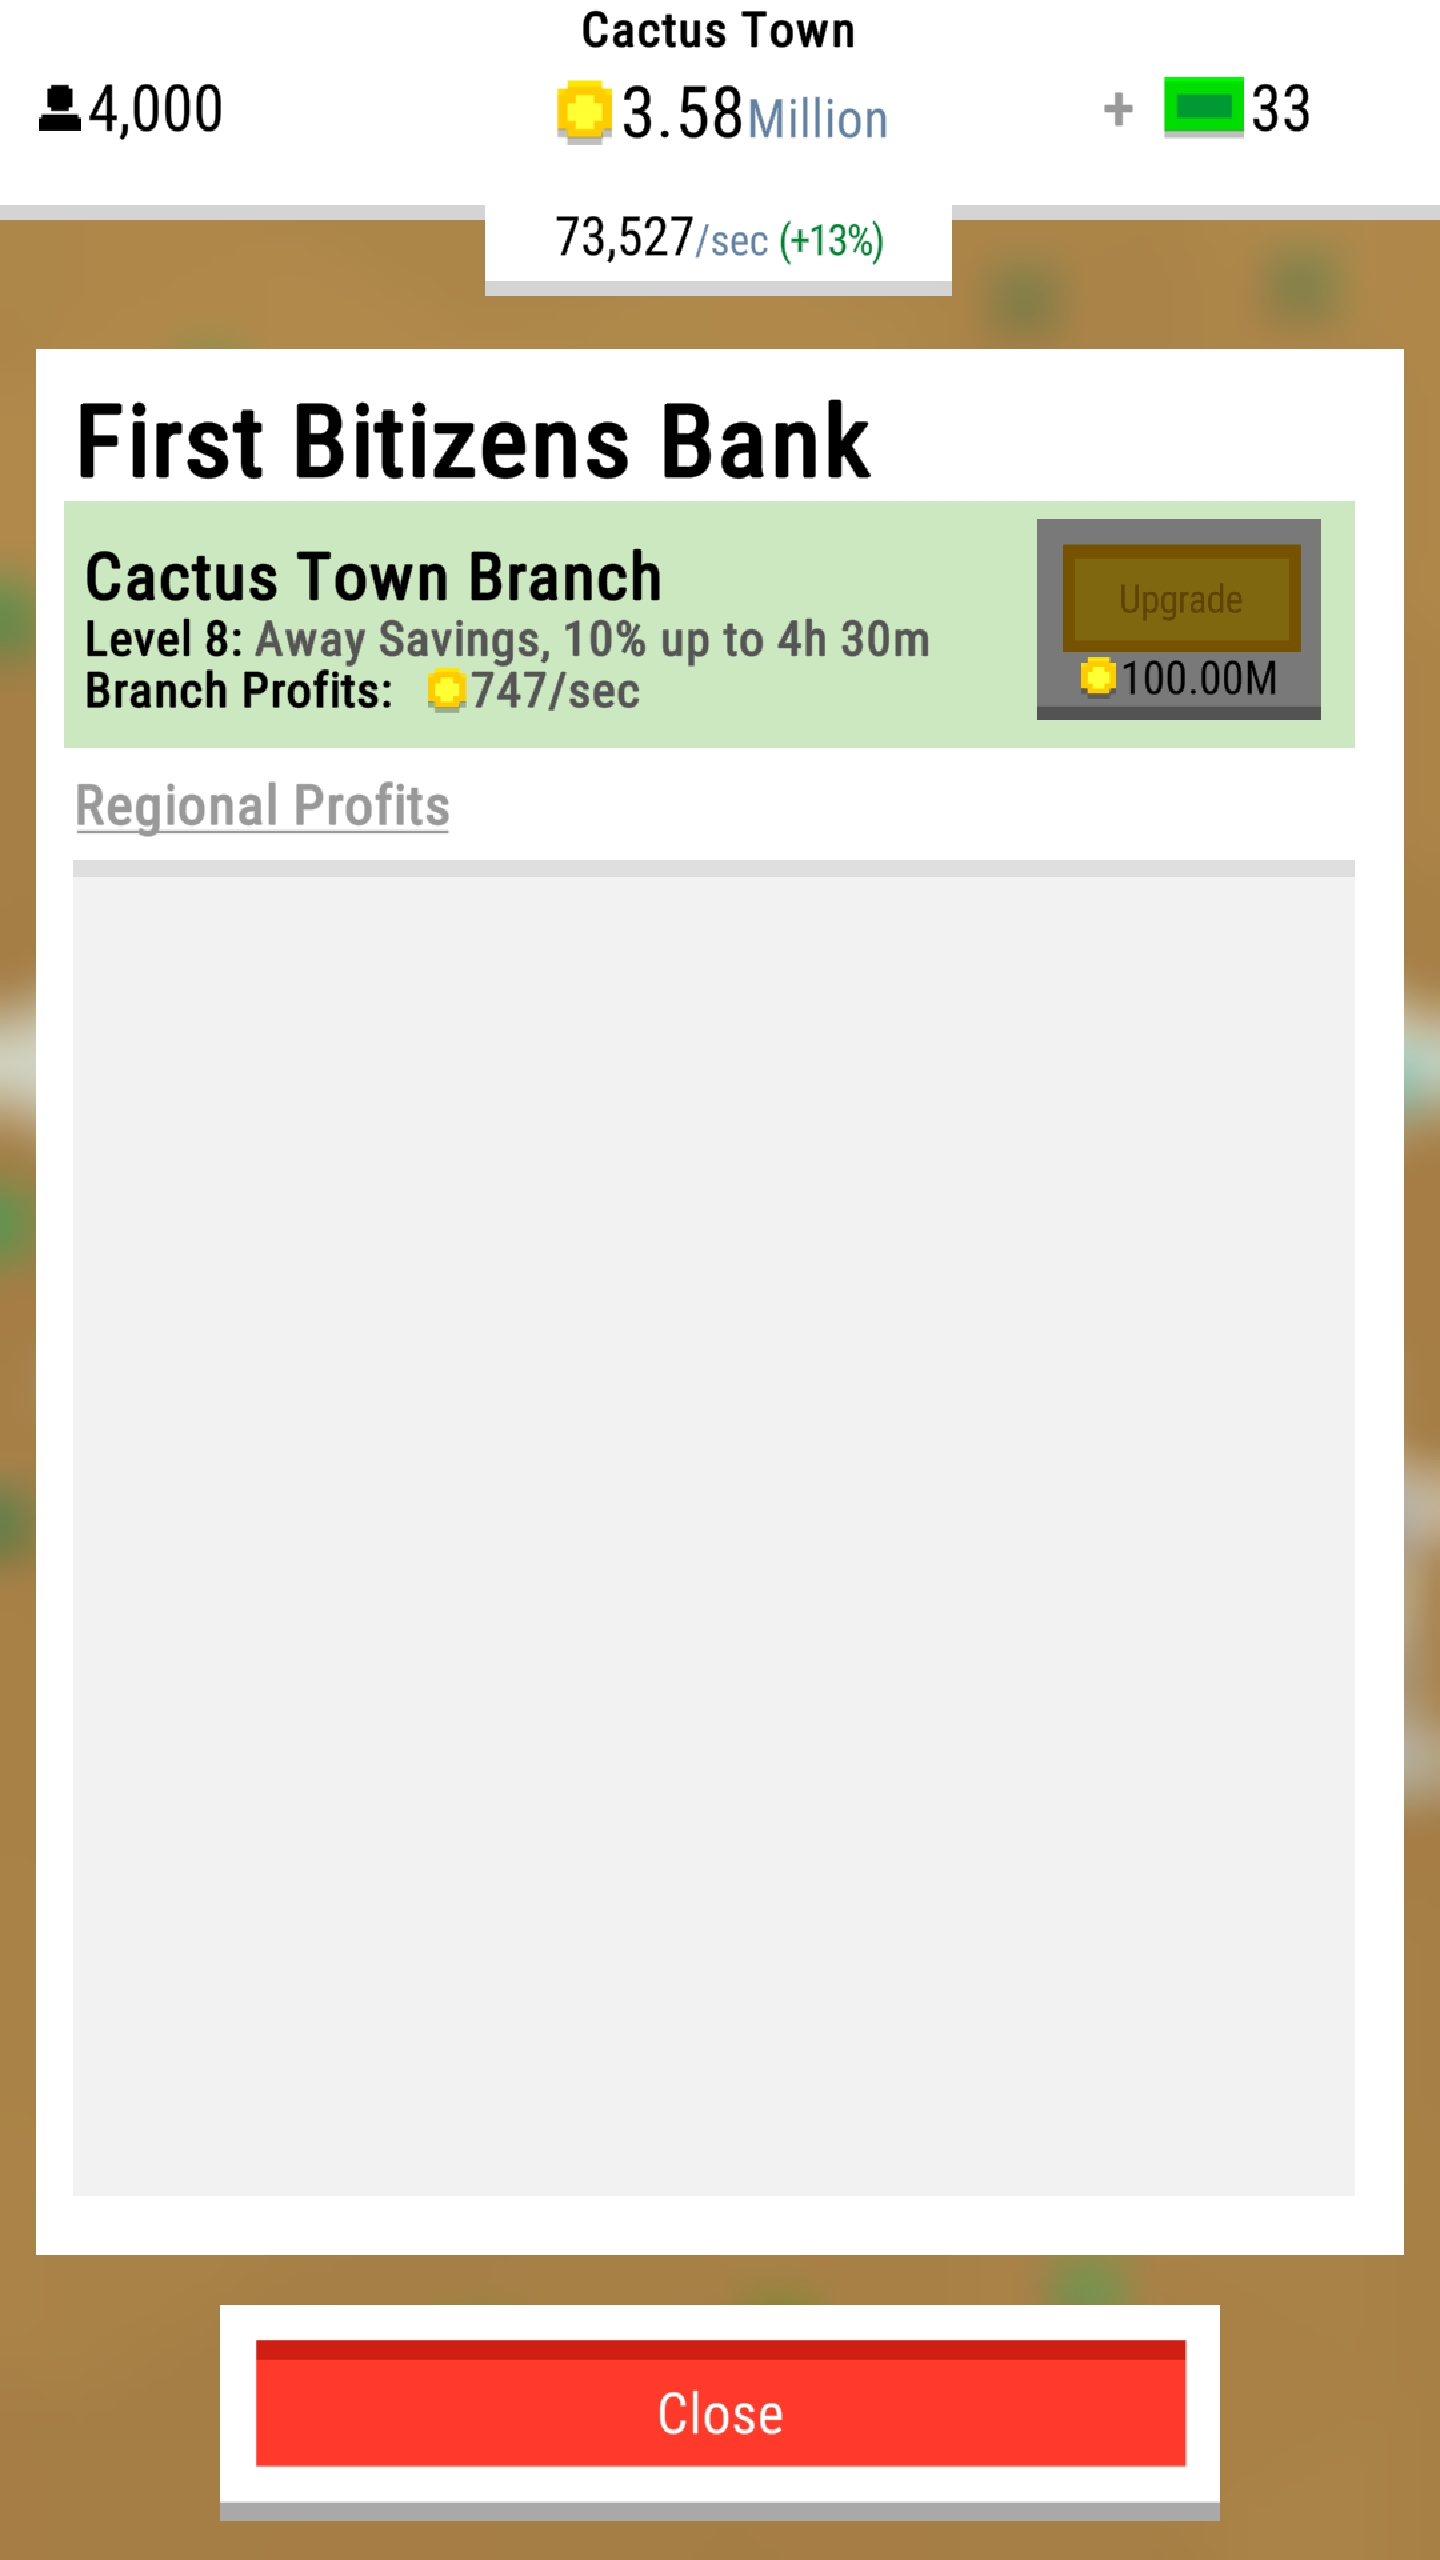 Cactus Town
4,000
3.58Million
+ 33
73,527/sec (+13%)
First Bitizens Bank
Cactus Town Branch
Level 8: Away Savings, 10% up to 4h 30m
Branch Profits: 747/sec
Upgrade
100.00M
Regional Profits
Close